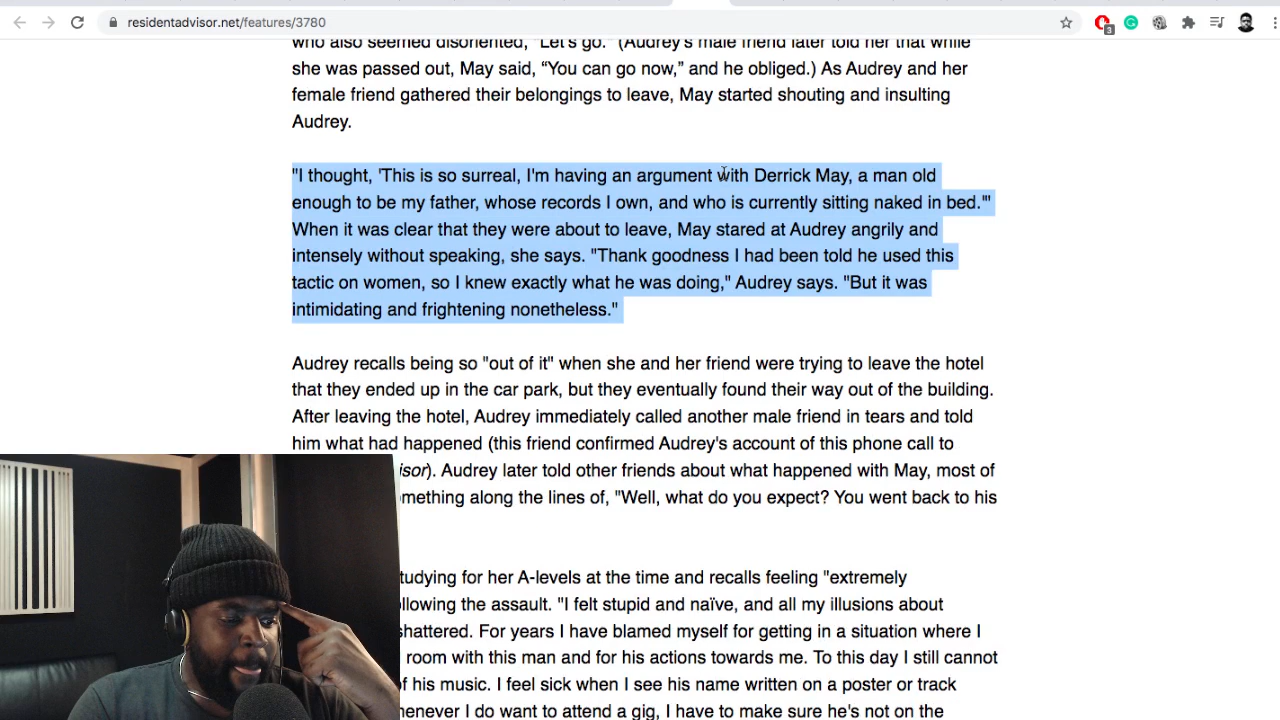 residentadvisor.net/features/3780
3
who also seemed disoriented, "Let's go." (Audrey's male friend later told her that while
she was passed out, May said, “You can go now,” and he obliged.) As Audrey and her
female friend gathered their belongings to leave, May started shouting and insulting
Audrey.
"I thought, 'This is so surreal, I'm having an argument with Derrick May, a man old
enough to be my father, whose records I own, and who is currently sitting naked in bed.'"
When it was clear that they were about to leave, May stared at Audrey angrily and
intensely without speaking, she says. "Thank goodness I had been told he used this
tactic on women, so I knew exactly what he was doing," Audrey says. "But it was
intimidating and frightening nonetheless."
Audrey recalls being so "out of it" when she and her friend were trying to leave the hotel
that they ended up in the car park, but they eventually found their way out of the building.
After leaving the hotel, Audrey immediately called another male friend in tears and told
him what had happened (this friend confirmed Audrey's account of this phone call to
isor). Audrey later told other friends about what happened with May, most of
mething along the lines of, "Well, what do you expect? You went back to his
tudying for her A-levels at the time and recalls feeling "extremely
ollowing the assault. "I felt stupid and naïve, and all my illusions about
shattered. For years I have blamed myself for getting in a situation where I
room with this man and for his actions towards me. To this day I still cannot
of his music. I feel sick when I see his name written on a poster or track
henever I do want to attend a gig, I have to make sure he's not on the